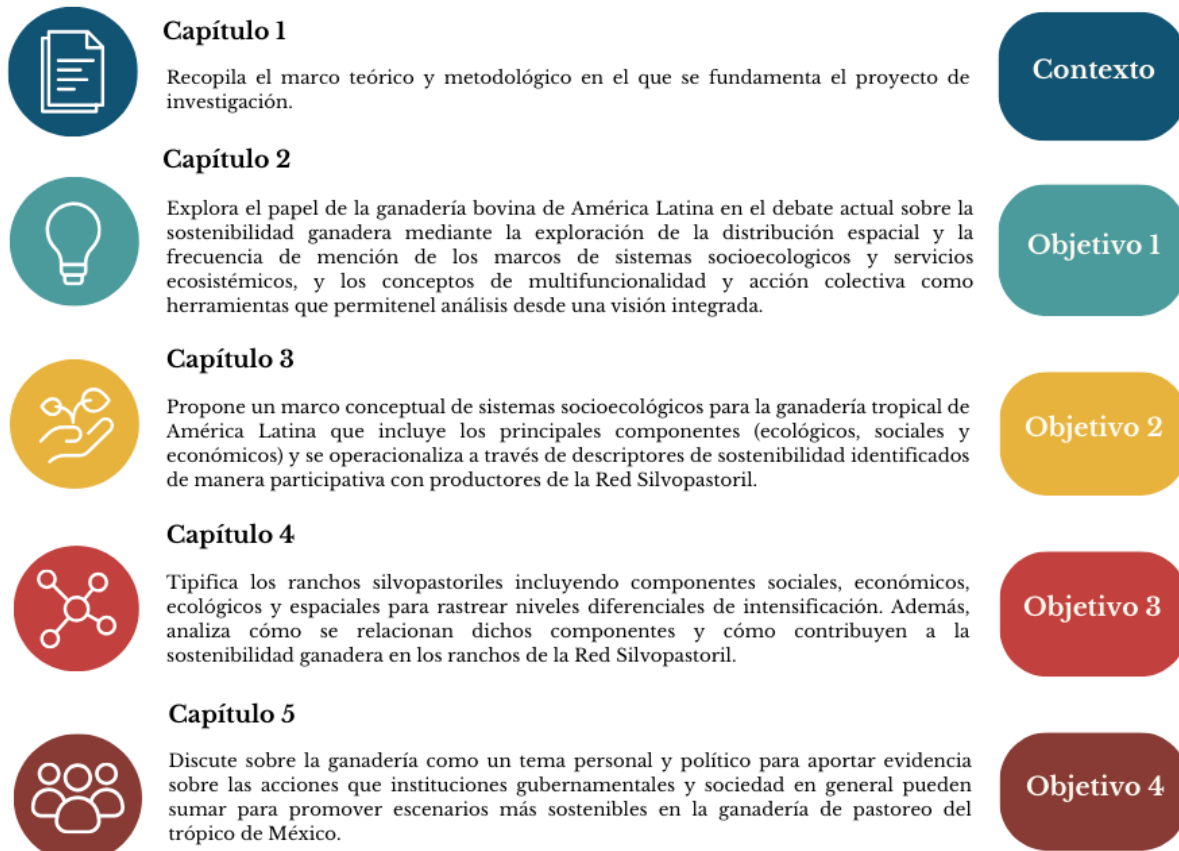 Capítulo 1
Recopila el marco teórico y metodológico en el que se fundamenta el proyecto de
investigación.
Contexto
Capítulo 2
Explora el papel de la ganadería bovina de América Latina en el debate actual sobre la
sostenibilidad ganadera mediante la exploración de la distribución espacial y la
frecuencia de mención de los marcos de sistemas socioecologicos y servicios
ecosistémicos, y los conceptos de multifuncionalidad y acción colectiva como
herramientas que permitenel análisis desde una visión integrada.
Objetivo 1
Capítulo 3
Propone un marco conceptual de sistemas socioecológicos para la ganadería tropical de
América Latina que incluye los principales componentes (ecológicos, sociales y
económicos) y se operacionaliza a través de descriptores de sostenibilidad identificados
de manera participativa con productores de la Red Silvopastoril.
Objetivo 2
Capítulo 4
Tipifica los ranchos silvopastoriles incluyendo componentes sociales, económicos,
ecológicos y espaciales para rastrear niveles diferenciales de intensificación. Además,
analiza cómo se relacionan dichos componentes y cómo contribuyen a la
sostenibilidad ganadera en los ranchos de la Red Silvopastoril.
Objetivo 3
Capítulo 5
Discute sobre la ganadería como un tema personal y político para aportar evidencia
sobre las acciones que instituciones gubernamentales y sociedad en general pueden
sumar para promover escenarios más sostenibles en la ganadería de pastoreo del
trópico de México.
Objetivo 4